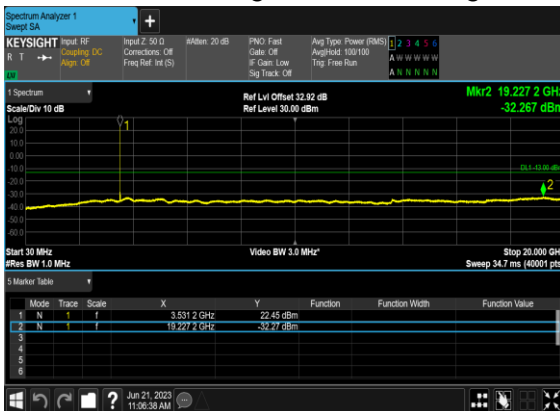 Spectrum Analyzer 1
Swept SA
KEYSIGHT
R T
LV
Input: RF
Coupling: DC
Align: Off
Input Z: 50 Ω
Corrections: Off
Freq Ref: Int (S)
#Atten: 20 dB
PNO: Fast
Gate: Off
IF Gain: Low
Sig Track: Off
Avg Type: Power (RMS)
Avg|Hold: 100/100
Trig: Free Run
1 2 3 4 5 6
A W W W W W
A N N N N N
1 Spectrum
Scale/Div 10 dB
Ref Lvl Offset 32.92 dB
Ref Level 30.00 dBm
Mkr2 19.227 2 GHz
-32.267 dBm
Log
20.0
10.0
0.00
-10.0
-20.0
-30.0
-40.0
-50.0
-60.0
1
DL1 -13.00 dBm
2
Start 30 MHz
#Res BW 1.0 MHz
Video BW 3.0 MHz*
Stop 20.000 GH
Sweep 34.7 ms (40001 pts
5 Marker Table
Mode Trace Scale X Y Function Function Width Function Value
1 N 1 f 3.531 2 GHz 22.45 dBm
2 N 1 f 19.227 2 GHz -32.27 dBm
3
4
5
6
?
Jun 21, 2023
11:06:38 AM